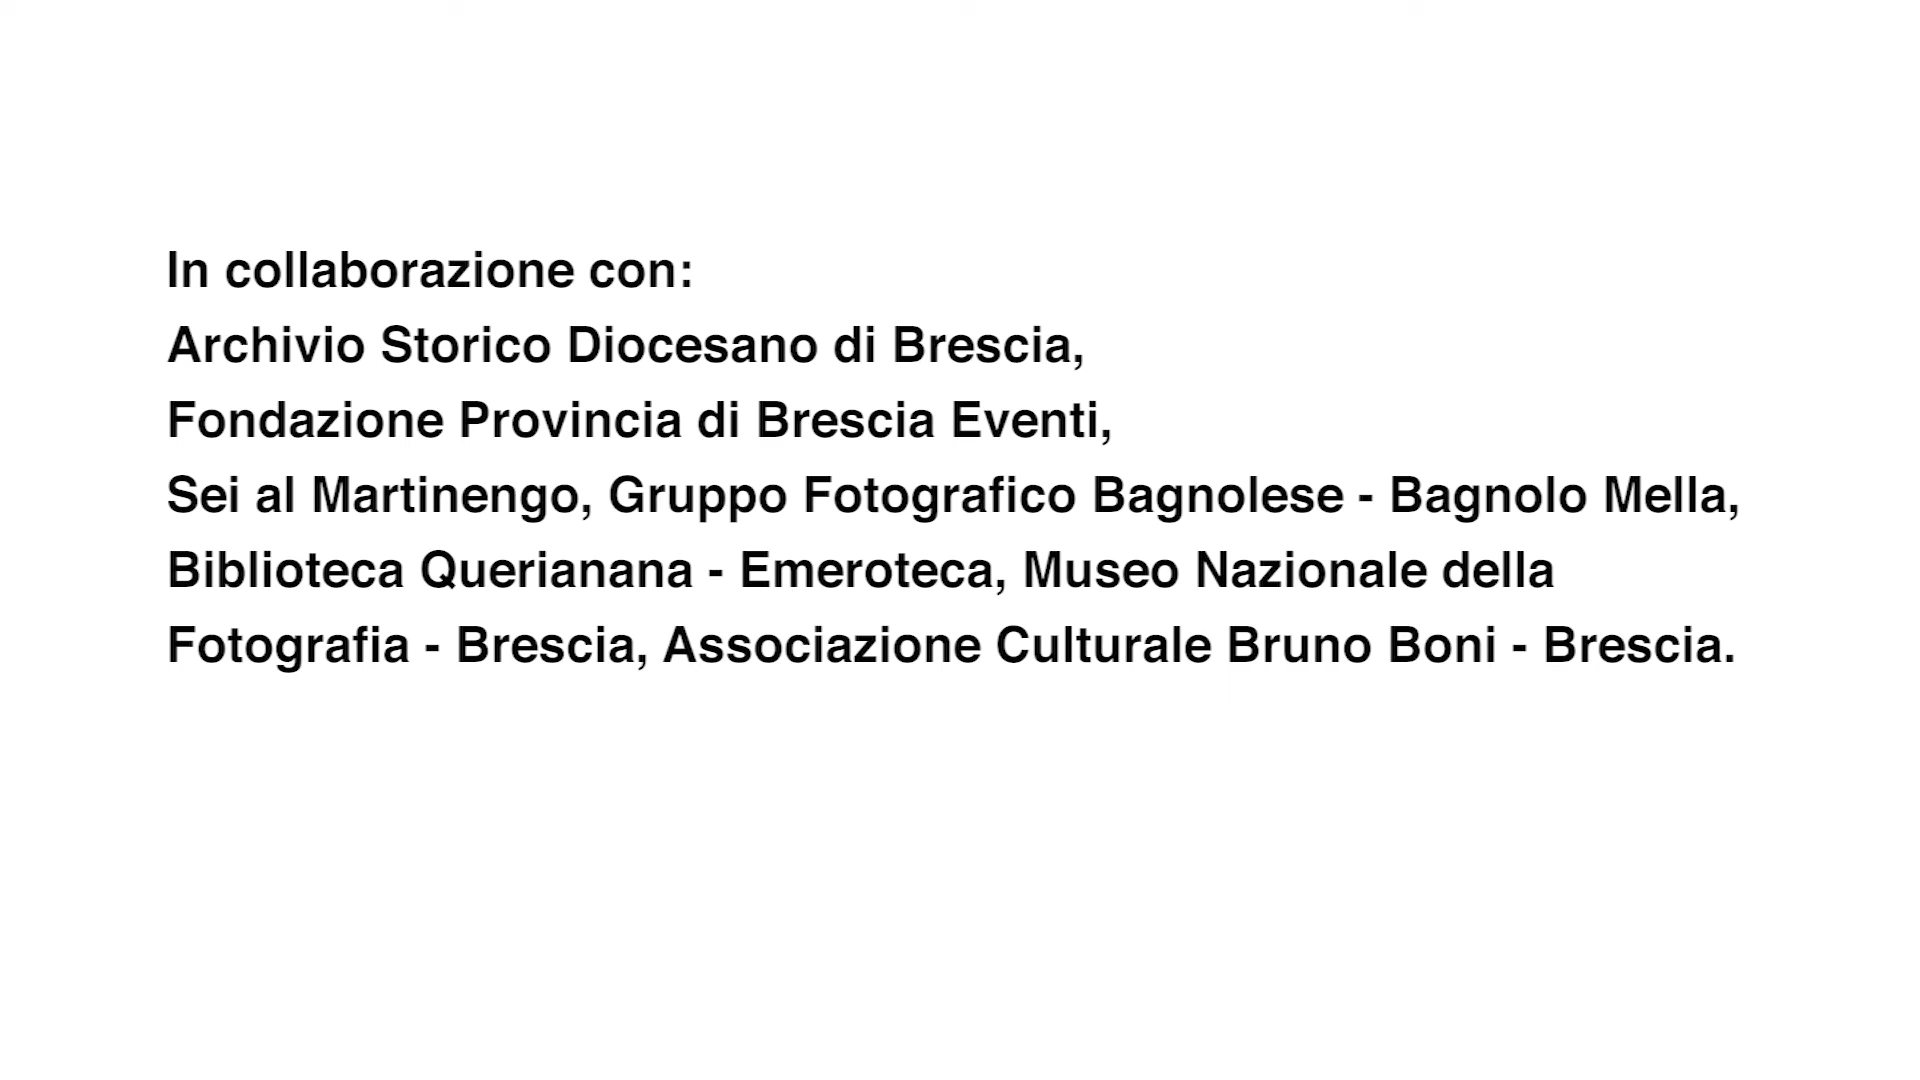 In collaborazione con:
Archivio Storico Diocesano di Brescia,
Fondazione Provincia di Brescia Eventi,
Sei al Martinengo, Gruppo Fotografico Bagnolese - Bagnolo Mella,
Biblioteca Querianana - Emeroteca, Museo Nazionale della
Fotografia - Brescia, Associazione Culturale Bruno Boni - Brescia.